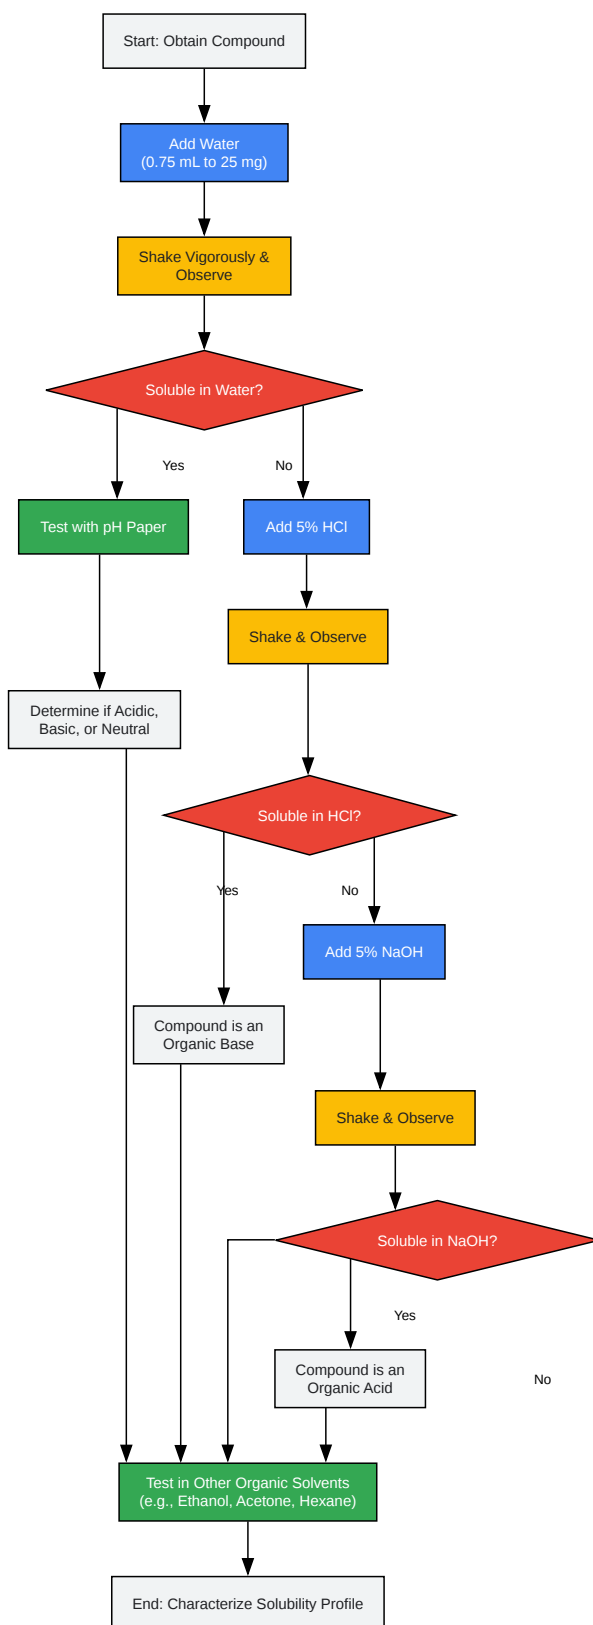 Start: Obtain Compound
Add Water
(0.75 mL to 25 mg)
Shake Vigorously &
Observe
Soluble in Water?
Yes
No
Test with pH Paper
Add 5% HCl
Shake & Observe
Determine if Acidic,
Basic, or Neutral
Soluble in HCl?
Yes
No
Add 5% NaOH
Compound is an
Organic Base
Shake & Observe
Soluble in NaOH?
Yes
Compound is an
Organic Acid
No
Test in Other Organic Solvents
(e.g., Ethanol, Acetone, Hexane)
End: Characterize Solubility Profile